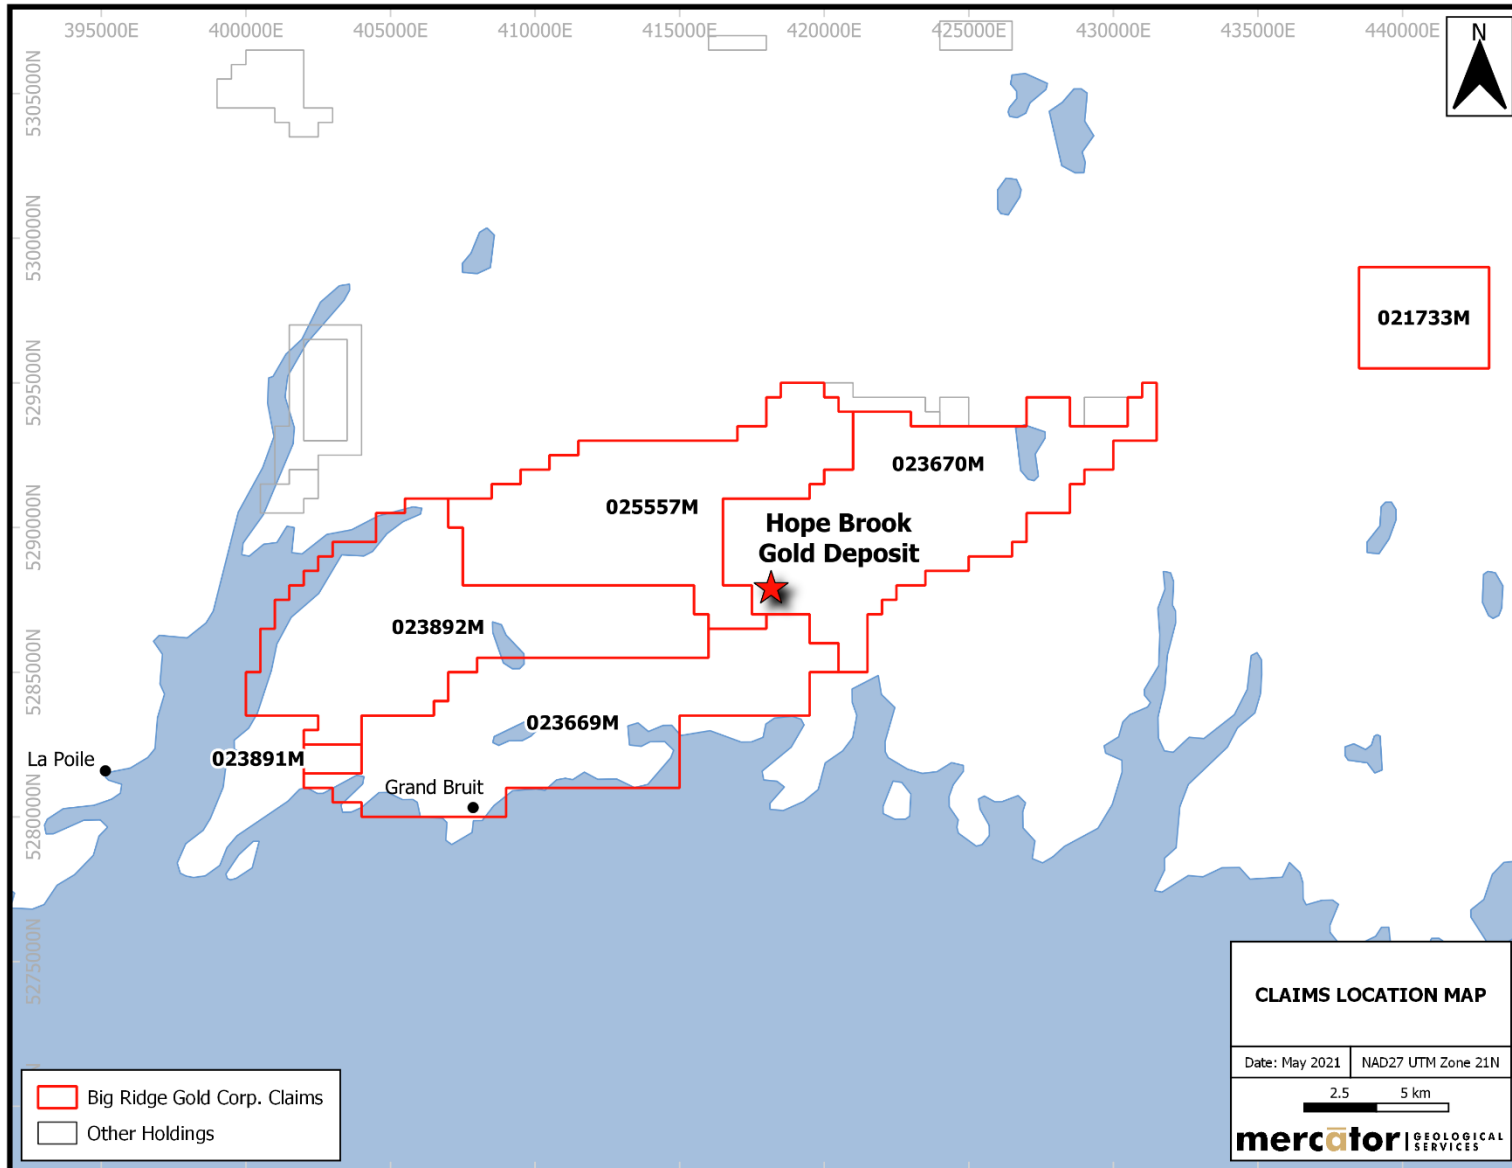 395000E 400000E 405000E 410000E 415000E 420000E 425000E 430000E 435000E 440000E
N
5305000N
5300000N
5295000N
5290000N
5285000N
5280000N
5275000N
021733M
023670M
025557M
Hope Brook
Gold Deposit
023892M
023669M
023891M
La Poile
Grand Bruit
CLAIMS LOCATION MAP
Date: May 2021 NAD27 UTM Zone 21N
2.5 5 km
mercator GEOLOGICAL
SERVICES
Big Ridge Gold Corp. Claims
Other Holdings